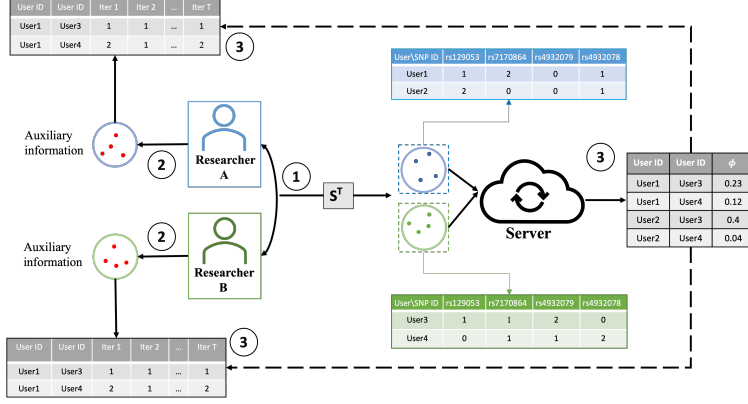 User ID User ID Iter 1 Iter 2 ... Iter T
User1 User3 1 1 ... 1
User1 User4 2 1 ... 2
3
User\SNP ID rs129053 rs7170864 rs4932079 rs4932078
User1 1 2 0 1
User2 2 0 0 1
Auxiliary
information
2
Researcher
A
1
S^T
3
Server
User ID User ID ϕ
User1 User3 0.23
User1 User4 0.12
User2 User3 0.4
User2 User4 0.04
Auxiliary
information
2
Researcher
B
User\SNP ID rs129053 rs7170864 rs4932079 rs4932078
User3 1 1 2 0
User4 0 1 1 2
3
User ID User ID Iter 1 Iter 2 ... Iter T
User1 User3 1 1 ... 1
User1 User4 2 1 ... 2